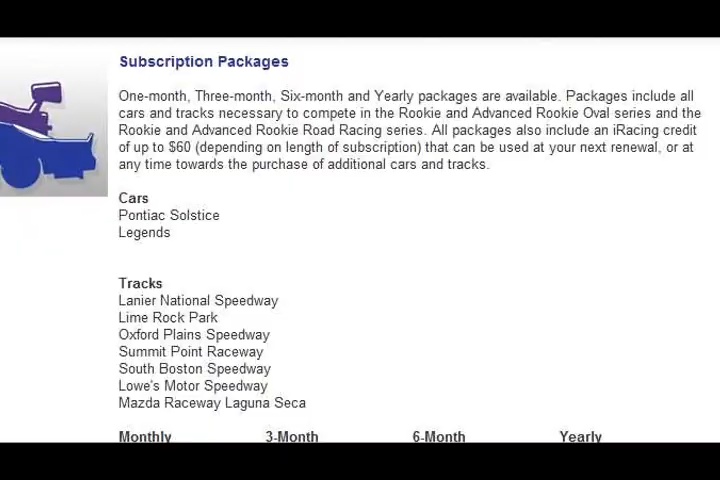 Subscription Packages
One-month, Three-month, Six-month and Yearly packages are available. Packages include all
cars and tracks necessary to compete in the Rookie and Advanced Rookie Oval series and the
Rookie and Advanced Rookie Road Racing series. All packages also include an iRacing credit
of up to $60 (depending on length of subscription) that can be used at your next renewal, or at
any time towards the purchase of additional cars and tracks.
Cars
Pontiac Solstice
Legends
Tracks
Lanier National Speedway
Lime Rock Park
Oxford Plains Speedway
Summit Point Raceway
South Boston Speedway
Lowe's Motor Speedway
Mazda Raceway Laguna Seca
Monthly 3-Month 6-Month Yearly